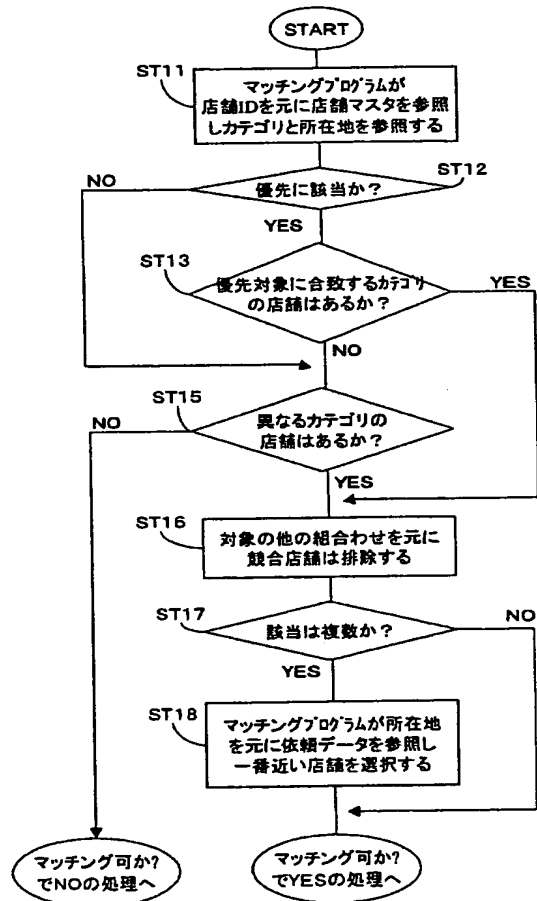 START
ST11
マッチングプログラムが
店舗IDを元に店舗マスタを参照
しカテゴリと所在地を参照する
NO
優先に該当か？
ST12
YES
ST13
優先対象に合致するカテゴリ
の店舗はあるか？
YES
NO
ST15
NO
異なるカテゴリの
店舗はあるか？
YES
ST16
対象の他の組合わせを元に
競合店舗は排除する
ST17
該当は複数か？
NO
YES
ST18
マッチングプログラムが所在地
を元に依頼データを参照し
一番近い店舗を選択する
マッチング可か?
でNOの処理へ
マッチング可か?
でYESの処理へ